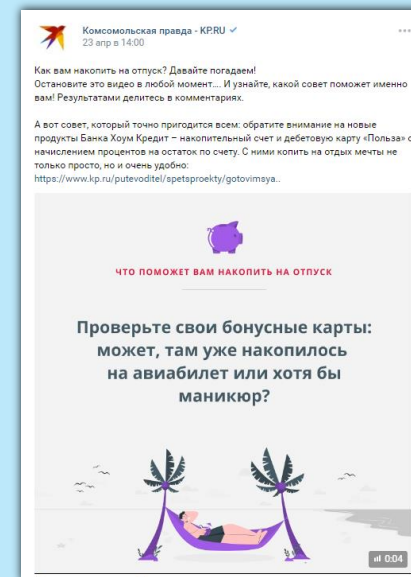 Комсомольская правда - KP.RU
23 апр в 14:00
Как вам накопить на отпуск? Давайте погадаем!
Остановите это видео в любой момент.... И узнайте, какой совет поможет именно
вам! Результатами делитесь в комментариях.
А вот совет, который точно пригодится всем: обратите внимание на новые
продукты Банка Хоум Кредит – накопительный счет и дебетовую карту «Польза» с
начислением процентов на остаток по счету. С ними копить на отдых мечты не
только просто, но и очень удобно:
https://www.kp.ru/putevoditel/spetsproekty/gotovimsya..
ЧТО ПОМОЖЕТ ВАМ НАКОПИТЬ НА ОТПУСК
Проверьте свои бонусные карты:
может, там уже накопилось
на авиабилет или хотя бы
маникюр?
0:04